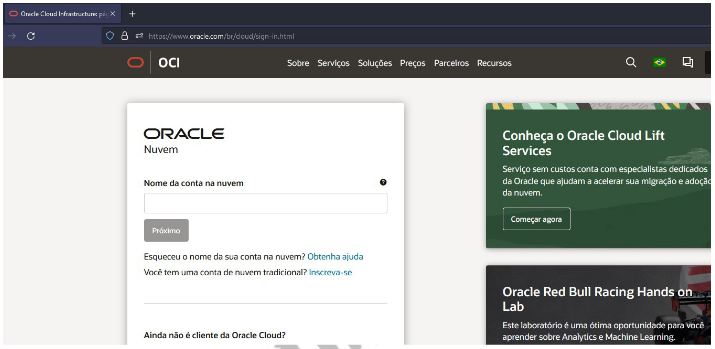 Oracle Cloud Infrastructure: pá
https://www.oracle.com/br/cloud/sign-in.html
OCI
Sobre Serviços Soluções Preços Parceiros Recursos
ORACLE
Nuvem
Nome da conta na nuvem
Próximo
Esqueceu o nome da sua conta na nuvem? Obtenha ajuda
Você tem uma conta de nuvem tradicional? Inscreva-se
Ainda não é cliente da Oracle Cloud?
Conheça o Oracle Cloud Lift
Services
Serviço sem custos conta com especialistas dedicados
da Oracle que ajudam a acelerar sua migração e adoção
da nuvem.
Começar agora
Oracle Red Bull Racing Hands on
Lab
Este laboratório é uma ótima oportunidade para você
aprender sobre Analytics e Machine Learning.